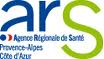 ars
Agence Régionale de Santé
Provence-Alpes
Côte d'Azur